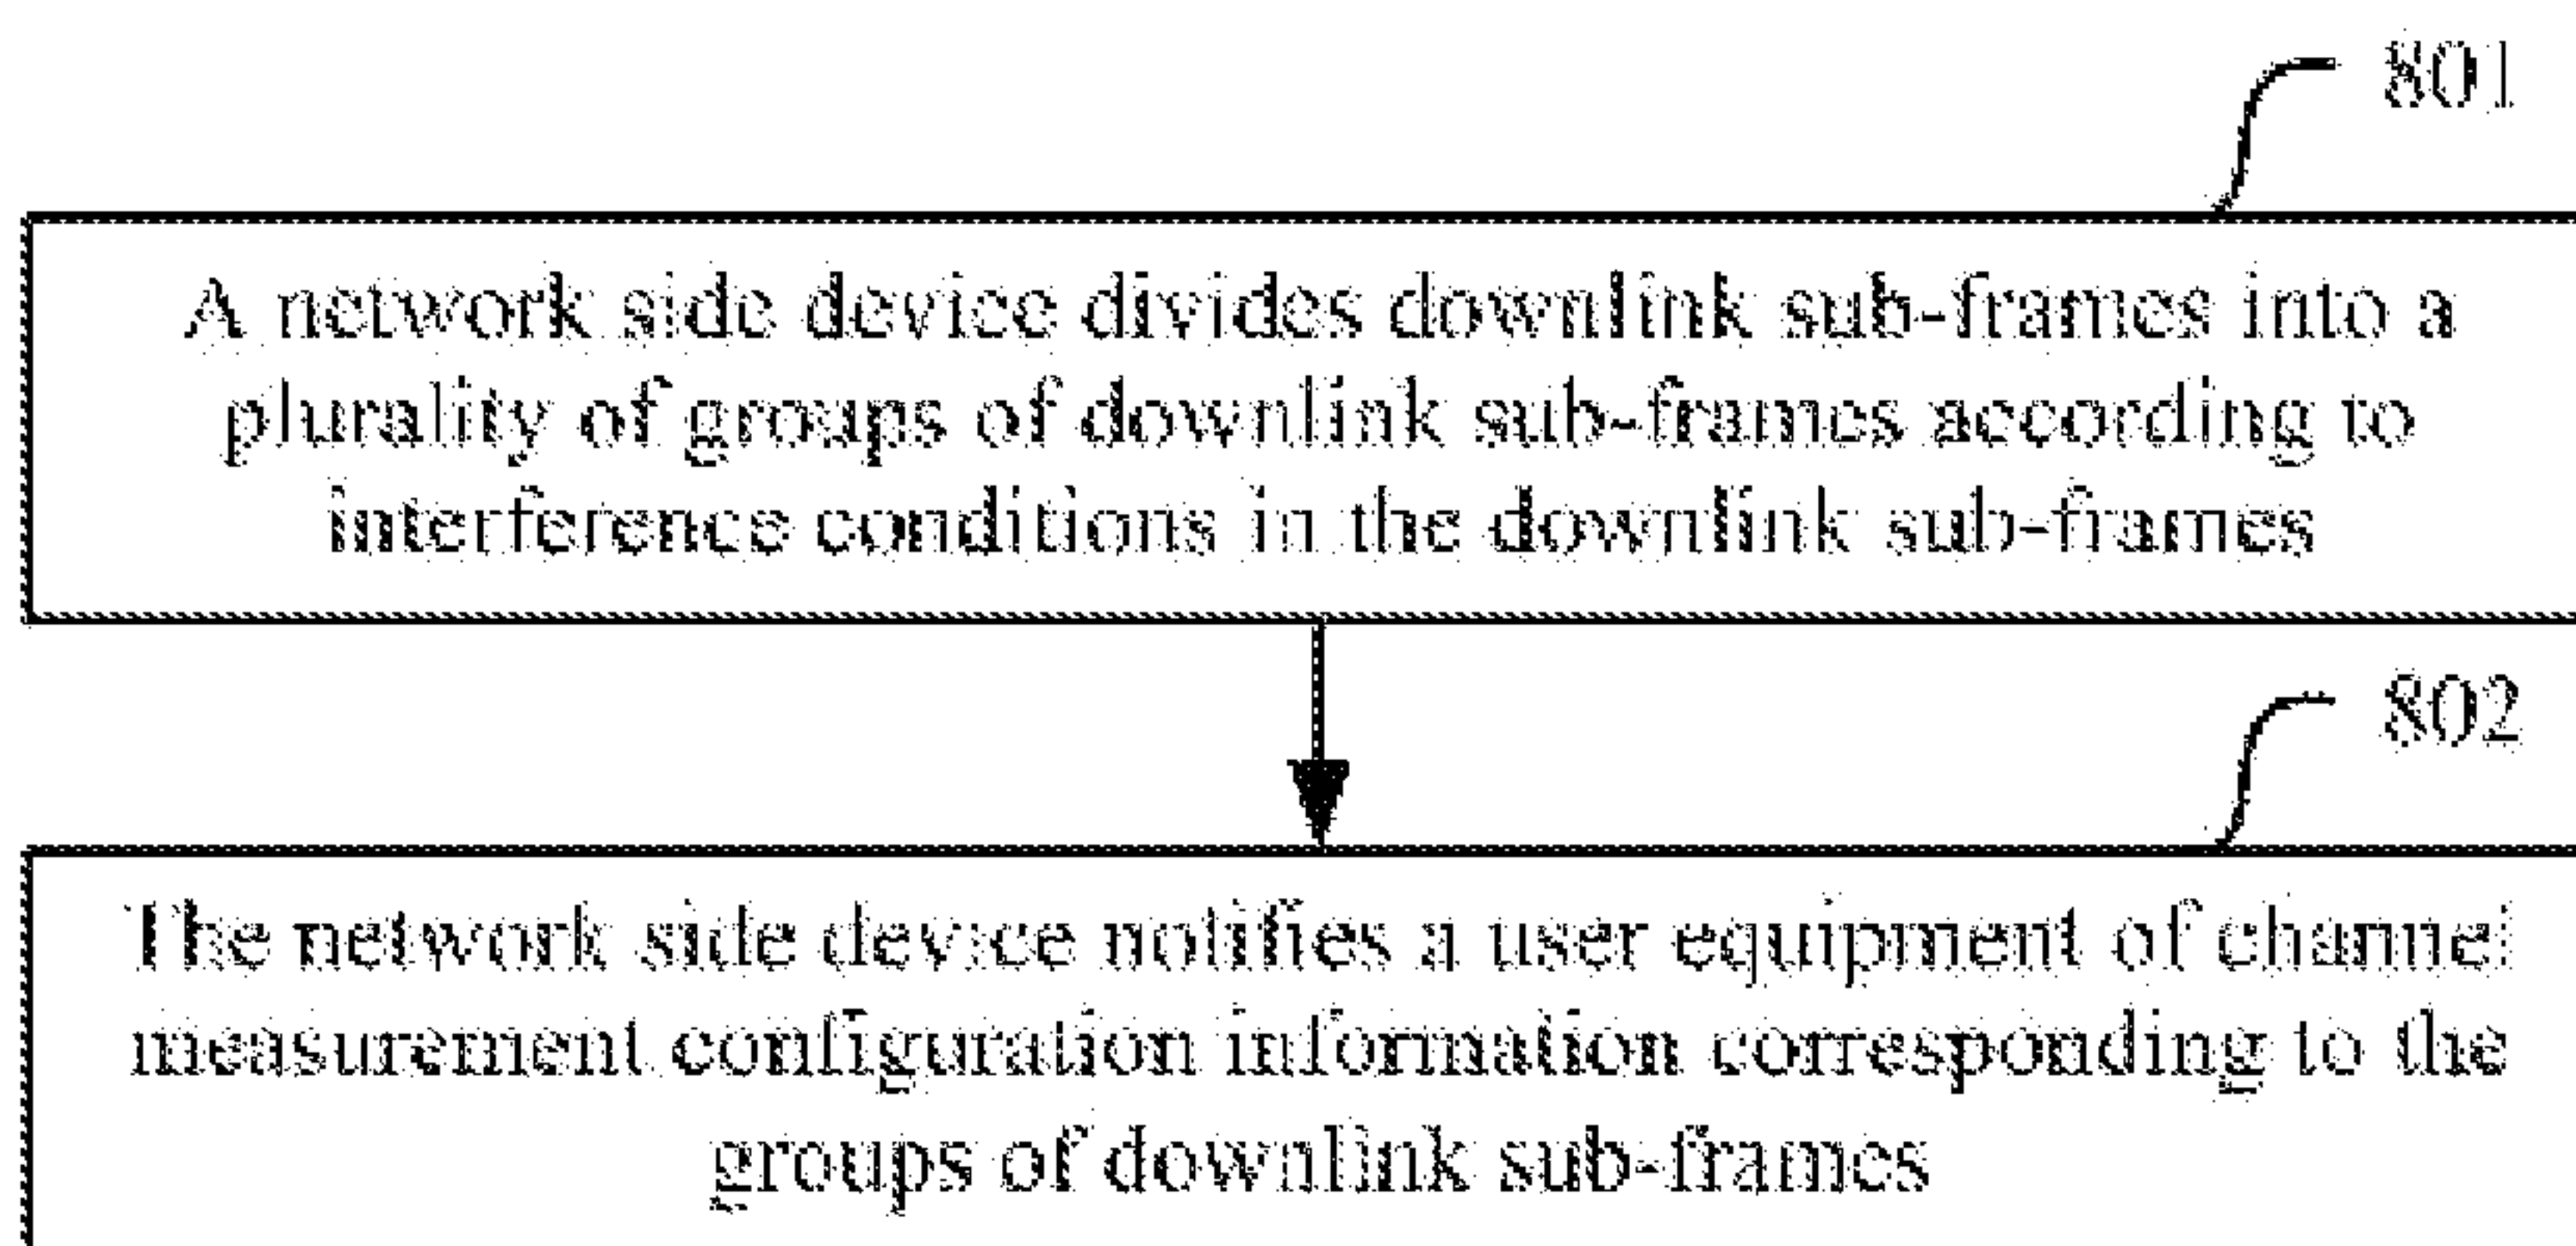 801
A network side device divides downlink sub-frames into a
plurality of groups of downlink sub-frames according to
interference conditions in the downlink sub-frames
802
The network side device notifies a user equipment of channel
measurement configuration information corresponding to the
groups of downlink sub-frames